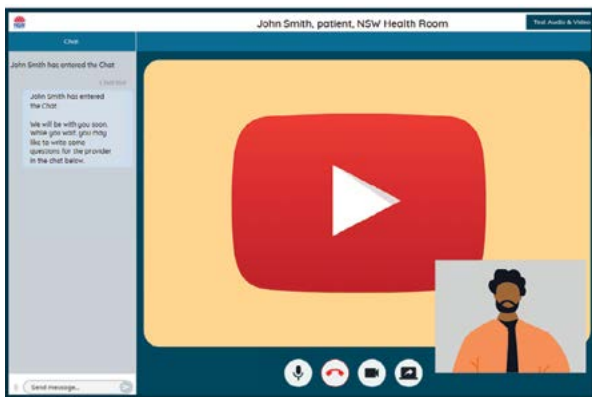 John Smith, patient, NSW Health Room
Test Audio & Video
Chat
John Smith has entered the Chat
John Smith has entered
the Chat
We will be with you soon.
While you wait, you may
like to write some
questions for the provider
in the chat below.
Send message...